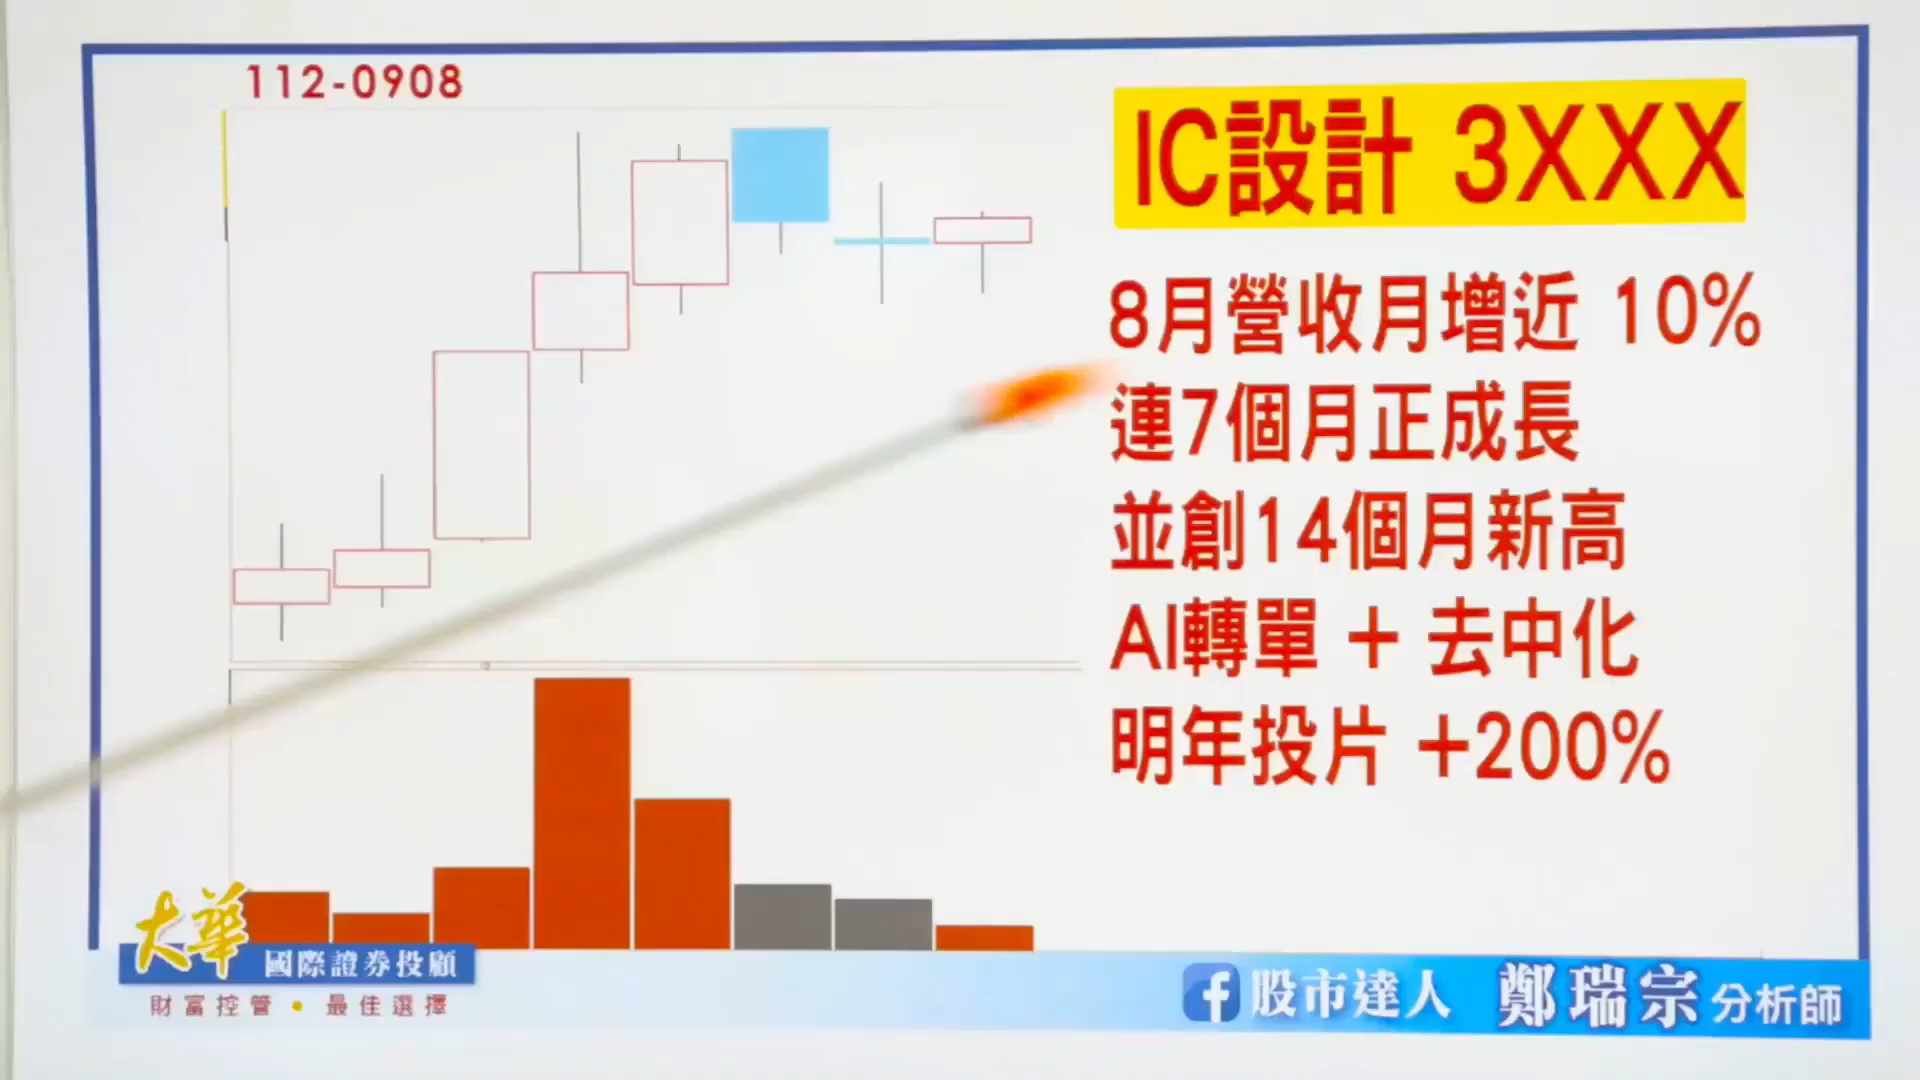 112-0908
IC設計 3XXX
8月營收月增近 10%
連7個月正成長
並創14個月新高
AI轉單 + 去中化
明年投片 +200%
大華
國際證券投顧
財富控管•最佳選擇
股市達人 鄭瑞宗 分析師